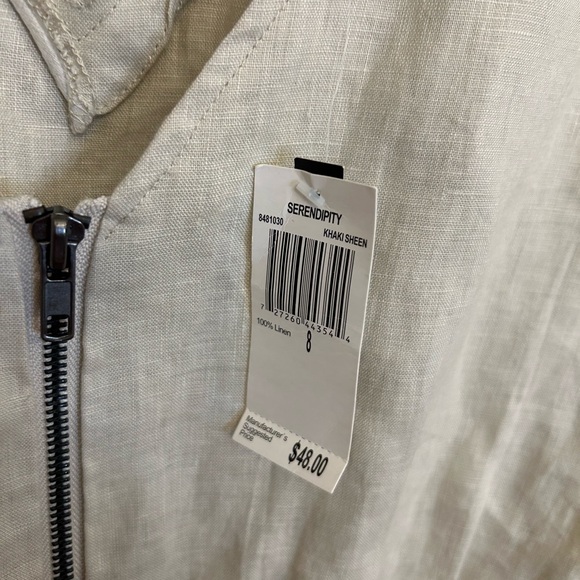 SERENDIPITY
8481030
KHAKI SHEEN
7 27260 44354 4
100% Linen
8
Manufacturer's
Suggested
Price
$48.00